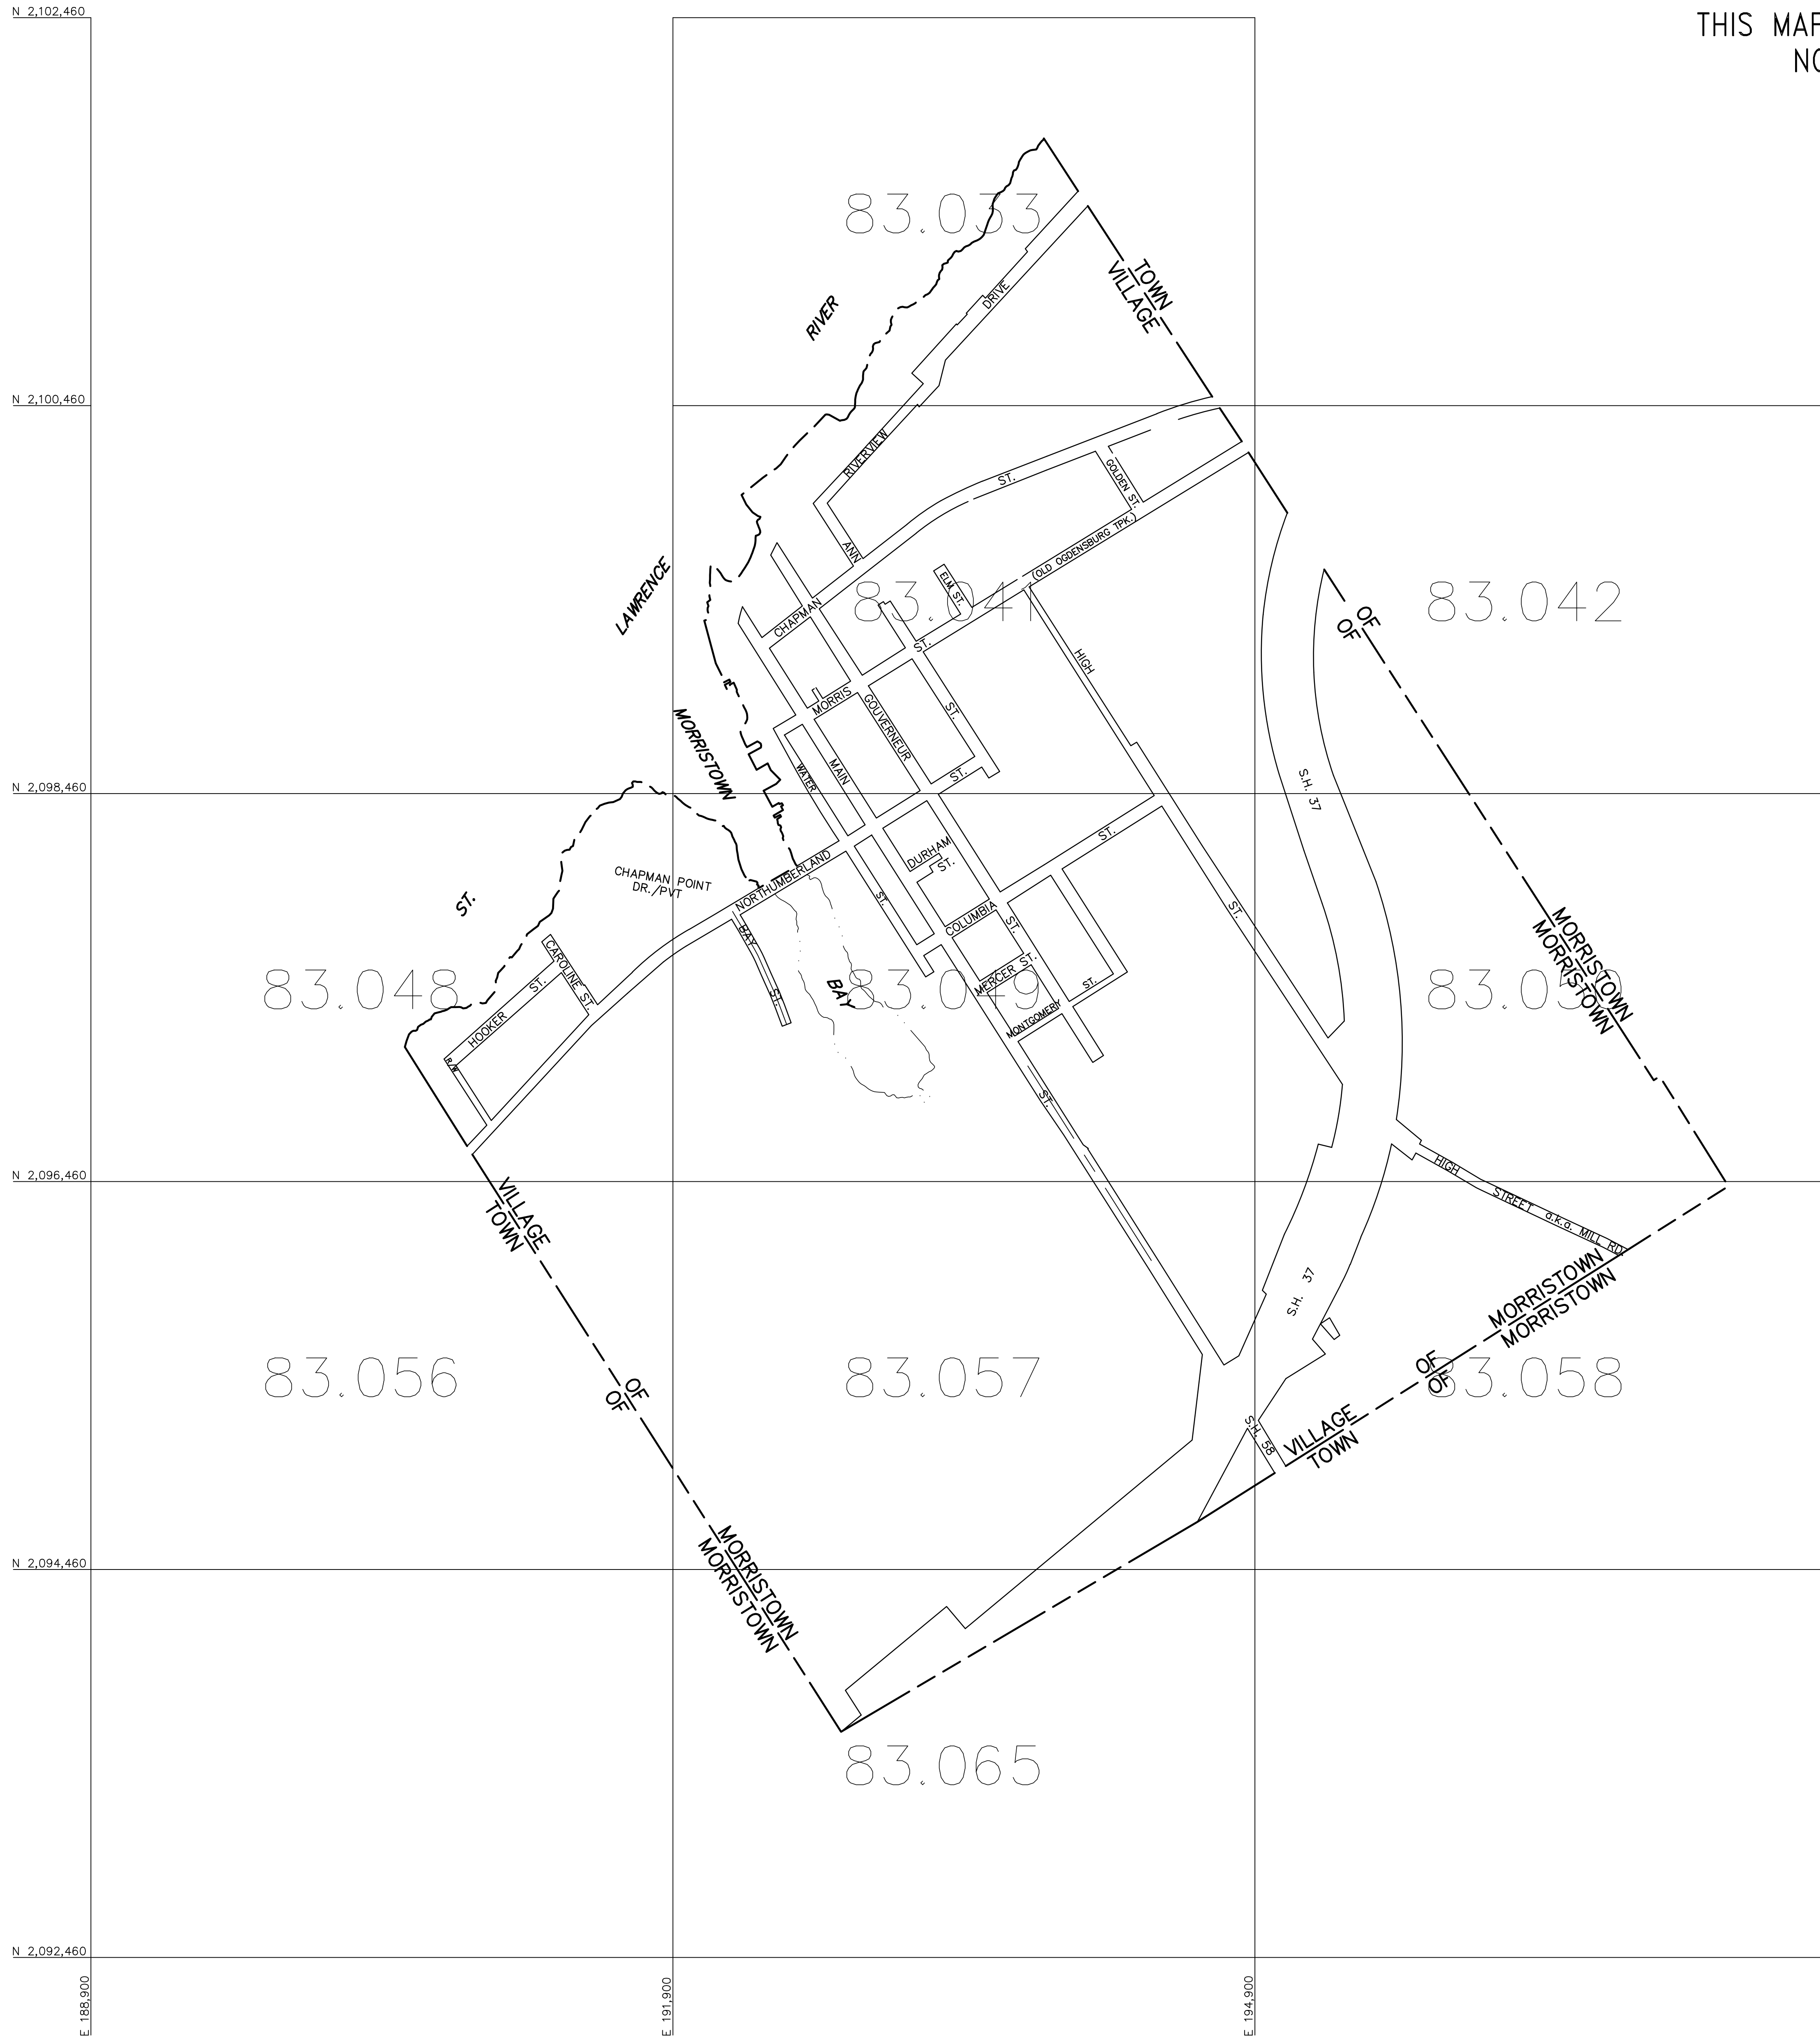 N 2,102,460
THIS MAP
NO
83.033
TOWN
VILLAGE
RIVER
DRIVE
N 2,100,460
RIVERVIEW
ST.
GOLDEN ST.
(OLD OGDENSBURG TPK.)
ANN
ELM ST.
LAWRENCE
83.041
83.042
CHAPMAN
OF
OF
ST.
HIGH
MORRIS
GOUVERNEUR
ST.
MORRISTOWN
WATER
MAIN
ST.
S.H. 37
N 2,098,460
ST.
DURHAM
ST.
NORTHUMBERLAND
CHAPMAN POINT
DR./PVT
ST.
ST.
ST.
COLUMBIA
ST.
MORRISTOWN
MORRISTOWN
BAY
ST.
CAROLINE ST.
MERCER ST.
83.048
ST.
BAY
83.049
ST.
83.050
HOOKER
MONTGOMERY
R/W
ST.
N 2,096,460
HIGH
STREET a.k.a. MILL RD.
VILLAGE
TOWN
S.H. 37
MORRISTOWN
MORRISTOWN
83.056
OF
OF
83.057
OF
OF
83.058
S.H. 58
VILLAGE
TOWN
N 2,094,460
MORRISTOWN
MORRISTOWN
83.065
N 2,092,460
E 188,900
E 191,900
E 194,900